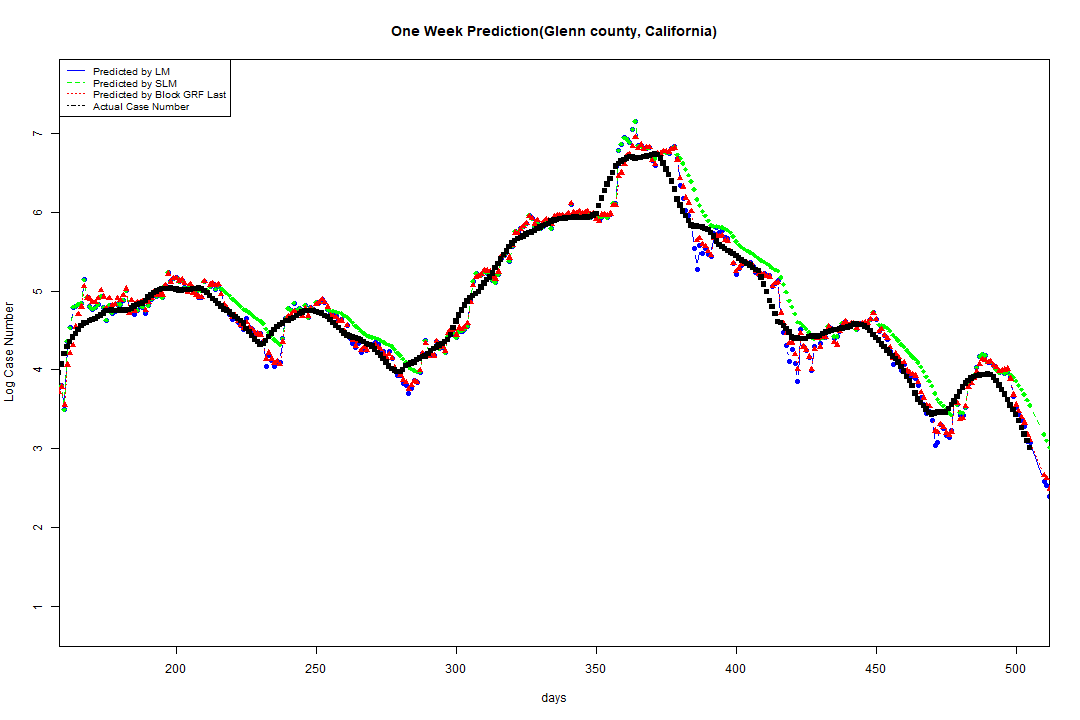 One Week Prediction(Glenn county, California)
Predicted by LM
Predicted by SLM
Predicted by Block GRF Last
Actual Case Number
7
6
5
4
3
2
1
Log Case Number
200 250 300 350 400 450 500
days